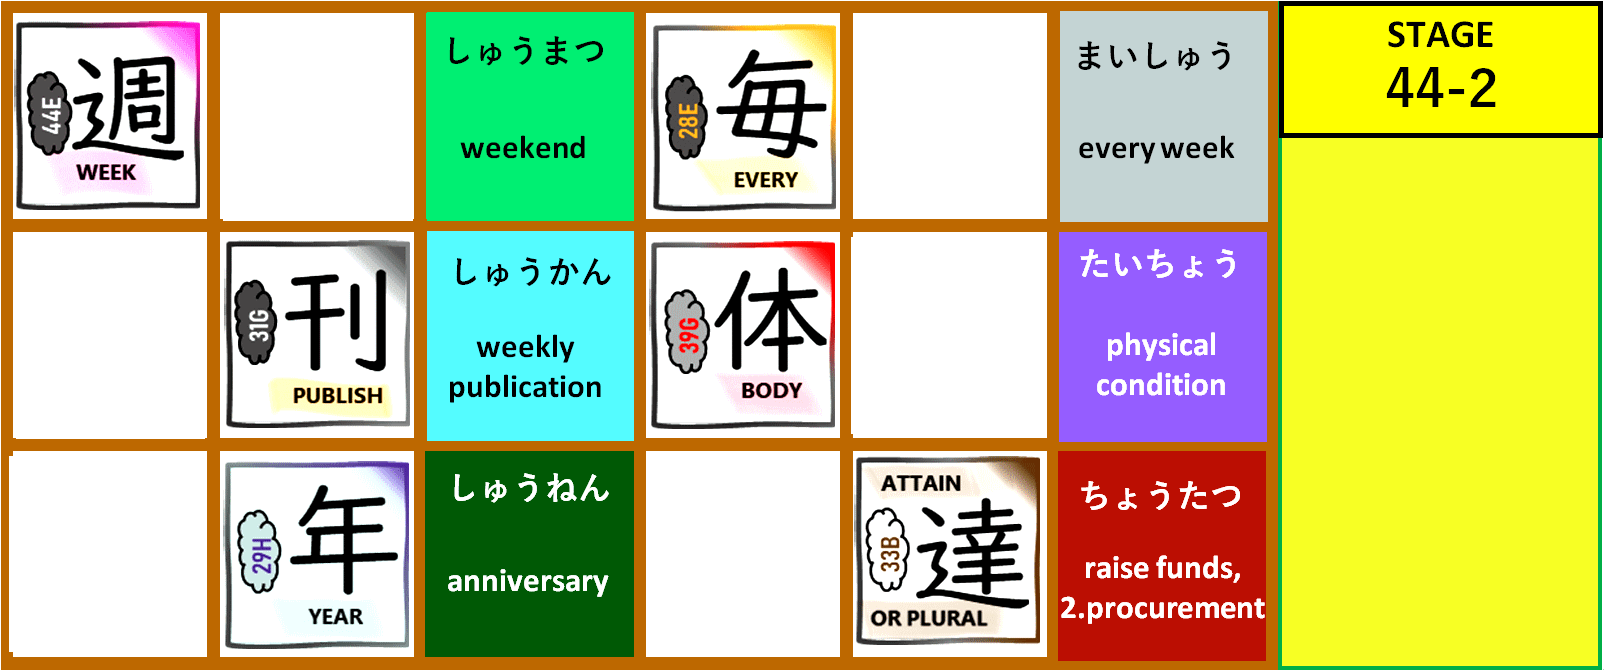 週
44E
WEEK
しゅうまつ
weekend
毎
28E
EVERY
まいしゅう
every week
STAGE
44-2
刊
31G
PUBLISH
しゅうかん
weekly
publication
体
39G
BODY
たいちょう
physical
condition
年
29H
YEAR
しゅうねん
anniversary
ATTAIN
達
33B
OR PLURAL
ちょうたつ
raise funds,
2.procurement